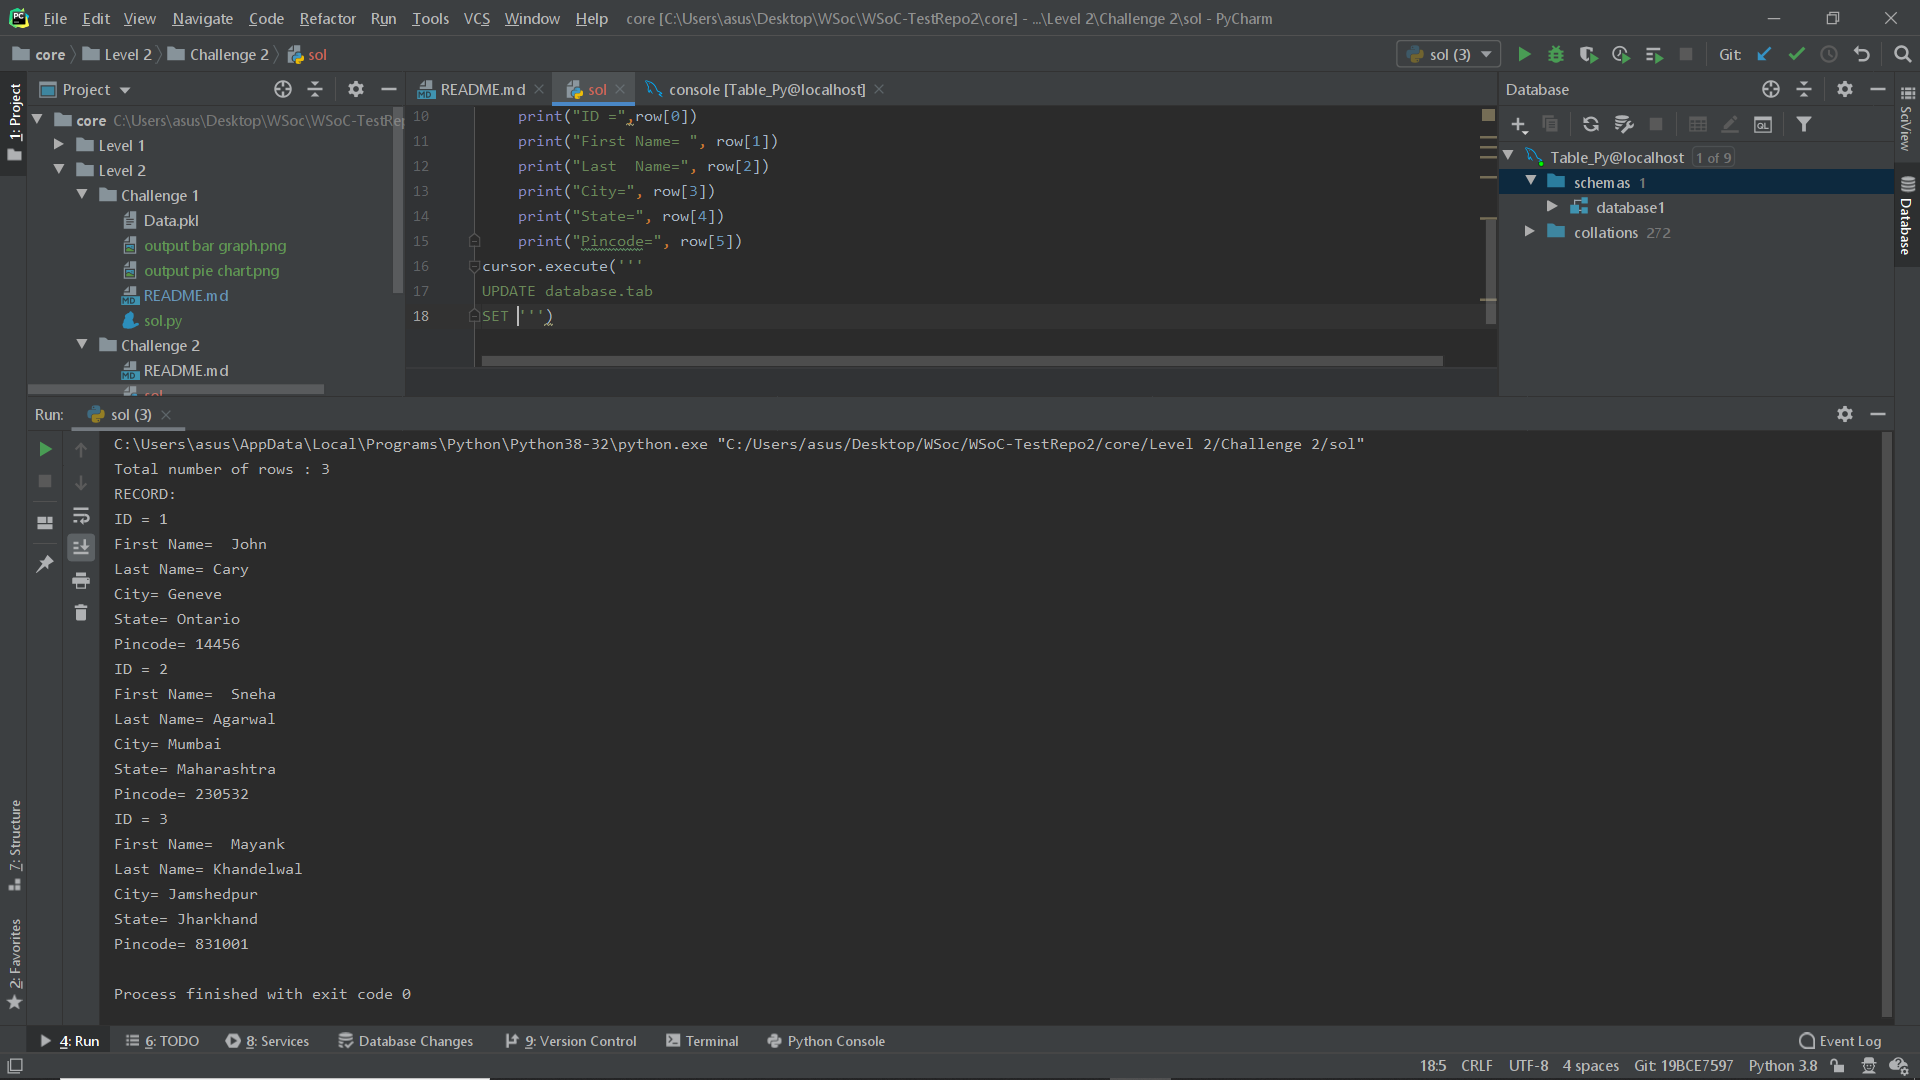 File Edit View Navigate Code Refactor Run Tools VCS Window Help core [C:\Users\asus\Desktop\WSoc\WSoC-TestRepo2\core] - ...\Level 2\Challenge 2\sol - PyCharm
core Level 2 Challenge 2 sol
sol (3) Git:
1: Project
Project
core C:\Users\asus\Desktop\WSoc\WSoC-TestRep
Level 1
Level 2
Challenge 1
Data.pkl
output bar graph.png
output pie chart.png
README.md
sol.py
Challenge 2
README.md
sol
README.md sol console [Table_Py@localhost]
10 print("ID =",row[0])
11 print("First Name= ", row[1])
12 print("Last  Name=", row[2])
13 print("City=", row[3])
14 print("State=", row[4])
15 print("Pincode=", row[5])
16 cursor.execute('''
17 UPDATE database.tab
18 SET ''')
Database
Table_Py@localhost 1 of 9
schemas 1
database1
collations 272
SciView
Database
Run: sol (3)
C:\Users\asus\AppData\Local\Programs\Python\Python38-32\python.exe "C:/Users/asus/Desktop/WSoc/WSoC-TestRepo2/core/Level 2/Challenge 2/sol"
Total number of rows : 3
RECORD:
ID = 1
First Name=  John
Last Name= Cary
City= Geneve
State= Ontario
Pincode= 14456
ID = 2
First Name=  Sneha
Last Name= Agarwal
City= Mumbai
State= Maharashtra
Pincode= 230532
ID = 3
First Name=  Mayank
Last Name= Khandelwal
City= Jamshedpur
State= Jharkhand
Pincode= 831001
Process finished with exit code 0
7: Structure
2: Favorites
4: Run 6: TODO 8: Services Database Changes 9: Version Control Terminal Python Console Event Log
18:5 CRLF UTF-8 4 spaces Git: 19BCE7597 Python 3.8